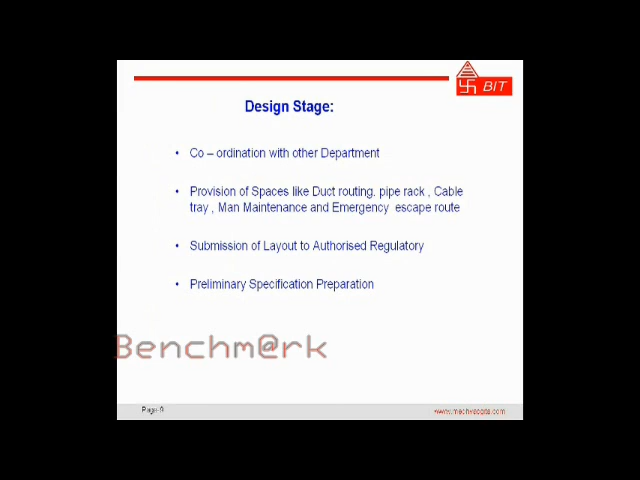 BIT
Design Stage:
• Co – ordination with other Department
• Provision of Spaces like Duct routing. pipe rack , Cable
tray , Man Maintenance and Emergency escape route
• Submission of Layout to Authorised Regulatory
• Preliminary Specification Preparation
Benchm@rk
Page-9